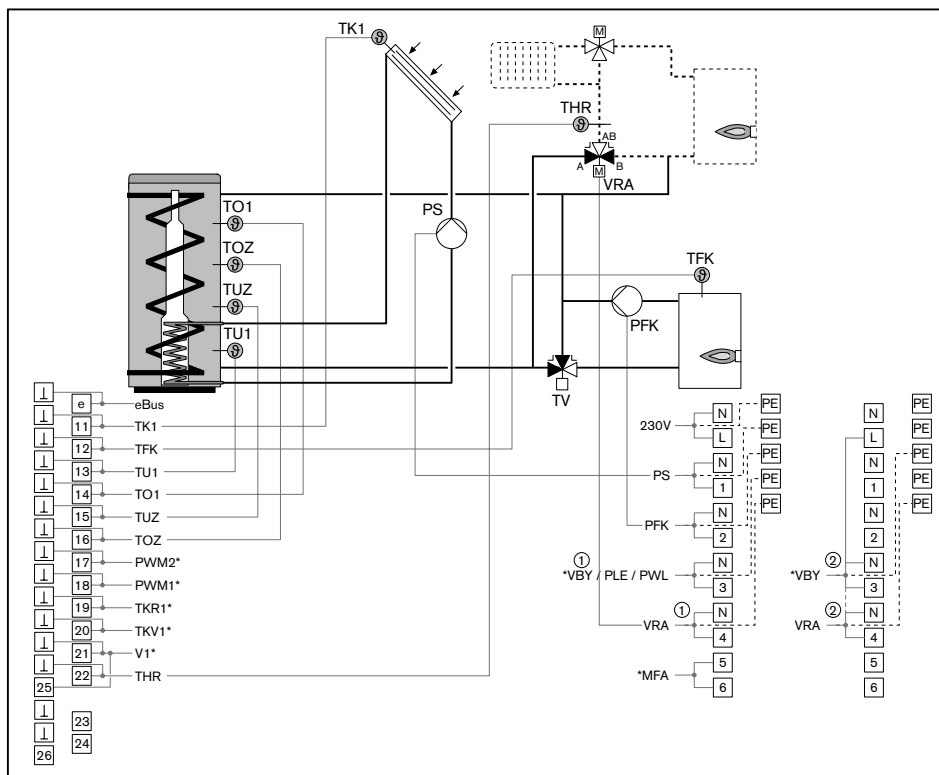 TK1
ϑ
M
THR
ϑ
AB
A
B
M
VRA
TO1
ϑ
PS
TOZ
ϑ
TFK
ϑ
TUZ
ϑ
PFK
TU1
ϑ
TV
e
eBus
11
TK1
12
TFK
13
TU1
14
TO1
15
TUZ
16
TOZ
17
PWM2*
18
PWM1*
19
TKR1*
20
TKV1*
21
V1*
22
THR
25
23
24
26
230V
N
L
PS
N
1
PFK
N
2
①
*VBY / PLE / PWL
N
3
VRA
①
N
4
*MFA
5
6
PE
PE
PE
PE
PE
N
L
N
1
N
2
*VBY
②
N
3
VRA
②
N
4
5
6
PE
PE
PE
PE
PE